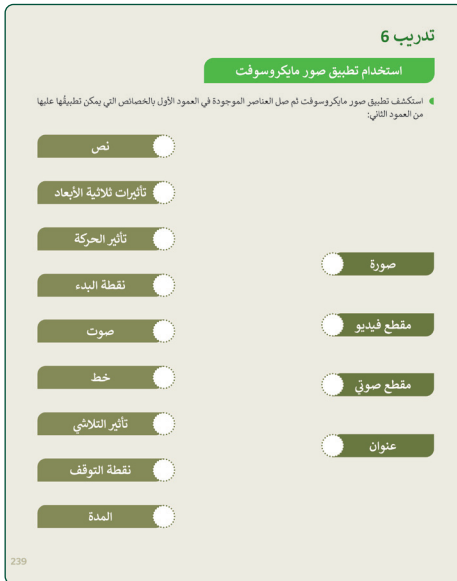 تدريب 6
استخدام تطبيق صور مايكروسوفت
استكشف تطبيق صور مايكروسوفت ثم صل العناصر الموجودة في العمود الأول بالخصائص التي يمكن تطبيقُها عليها
من العمود الثاني:
صورة
مقطع فيديو
مقطع صوتي
عنوان
نص
تأثيرات ثلاثية الأبعاد
تأثير الحركة
نقطة البدء
صوت
خط
تأثير التلاشي
نقطة التوقف
المدة
239